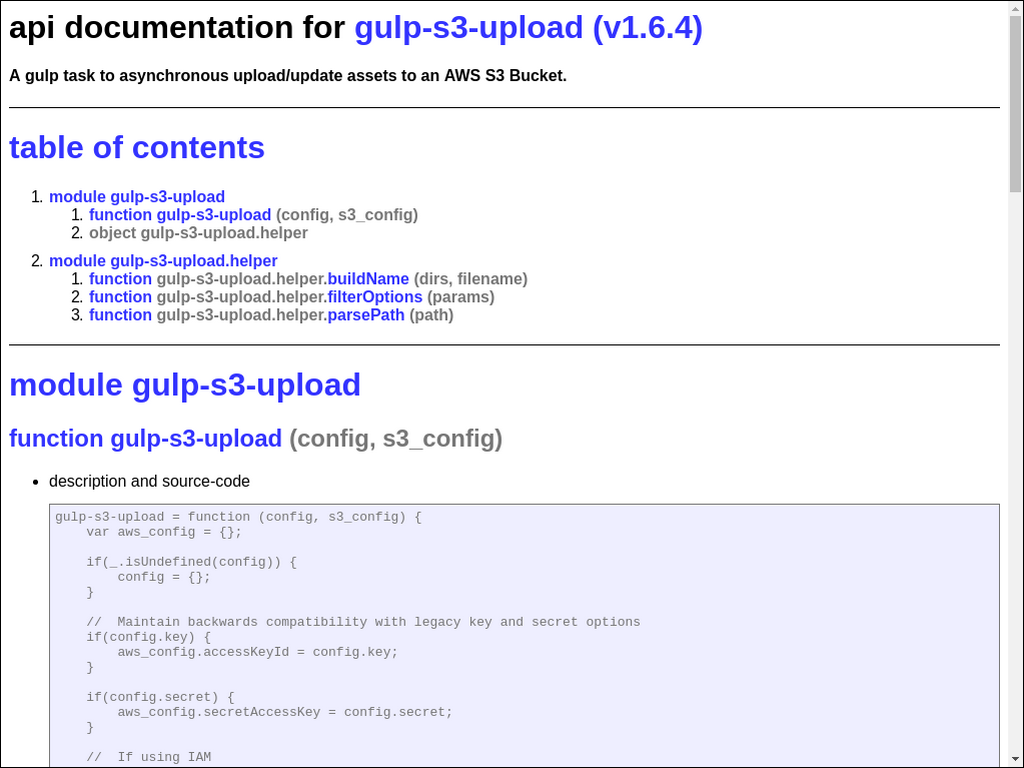 api documentation for gulp-s3-upload (v1.6.4)
A gulp task to asynchronous upload/update assets to an AWS S3 Bucket.
table of contents
1. module gulp-s3-upload
1. function gulp-s3-upload (config, s3_config)
2. object gulp-s3-upload.helper
2. module gulp-s3-upload.helper
1. function gulp-s3-upload.helper.buildName (dirs, filename)
2. function gulp-s3-upload.helper.filterOptions (params)
3. function gulp-s3-upload.helper.parsePath (path)
module gulp-s3-upload
function gulp-s3-upload (config, s3_config)
• description and source-code
gulp-s3-upload = function (config, s3_config) {
    var aws_config = {};
    if(_.isUndefined(config)) {
        config = {};
    }
    //  Maintain backwards compatibility with legacy key and secret options
    if(config.key) {
        aws_config.accessKeyId = config.key;
    }
    if(config.secret) {
        aws_config.secretAccessKey = config.secret;
    }
    //  If using IAM